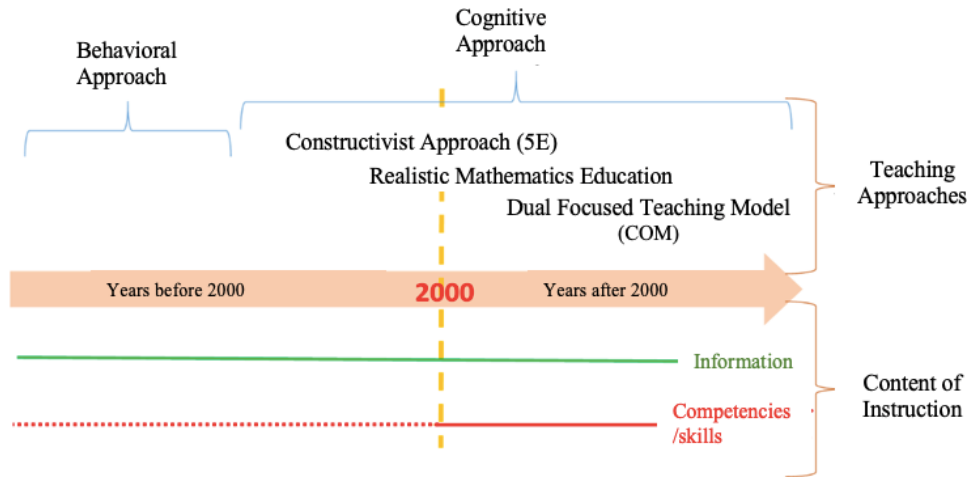 Cognitive
Approach
Behavioral
Approach
Constructivist Approach (5E)
Realistic Mathematics Education
Dual Focused Teaching Model
(COM)
Teaching
Approaches
Years before 2000
2000
Years after 2000
Information
Competencies
/skills
Content of
Instruction